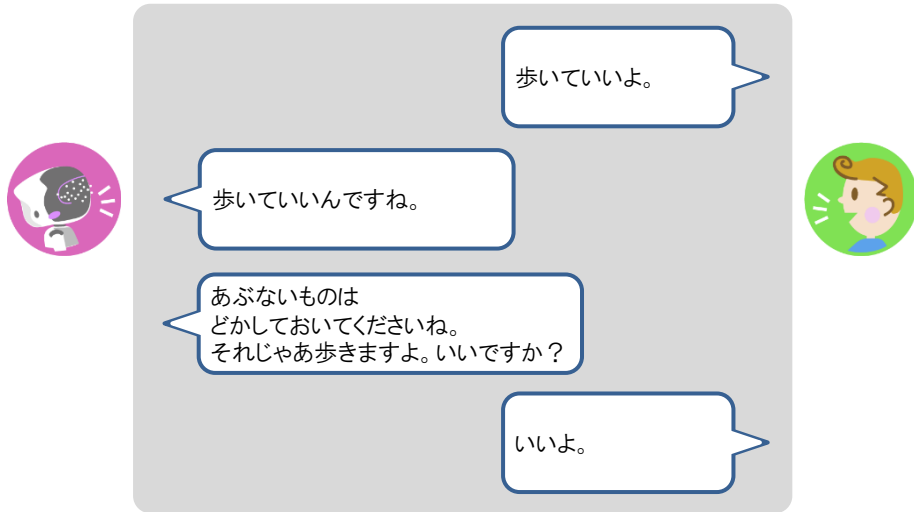 歩いていいよ。
歩いていいんですね。
あぶないものは
どかしておいてくださいね。
それじゃあ歩きますよ。いいですか？
いいよ。